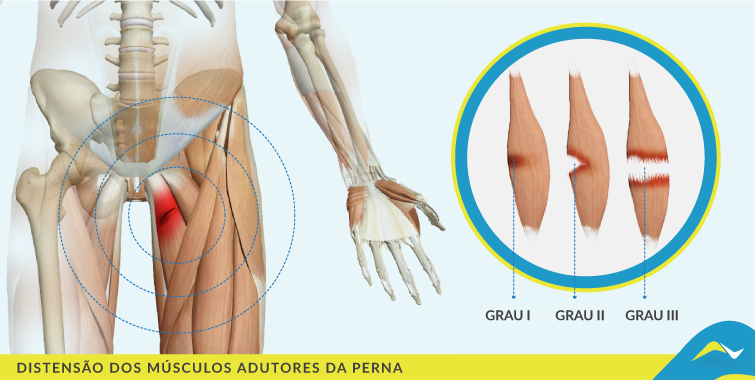 GRAU I GRAU II GRAU III
DISTENSÃO DOS MÚSCULOS ADUTORES DA PERNA